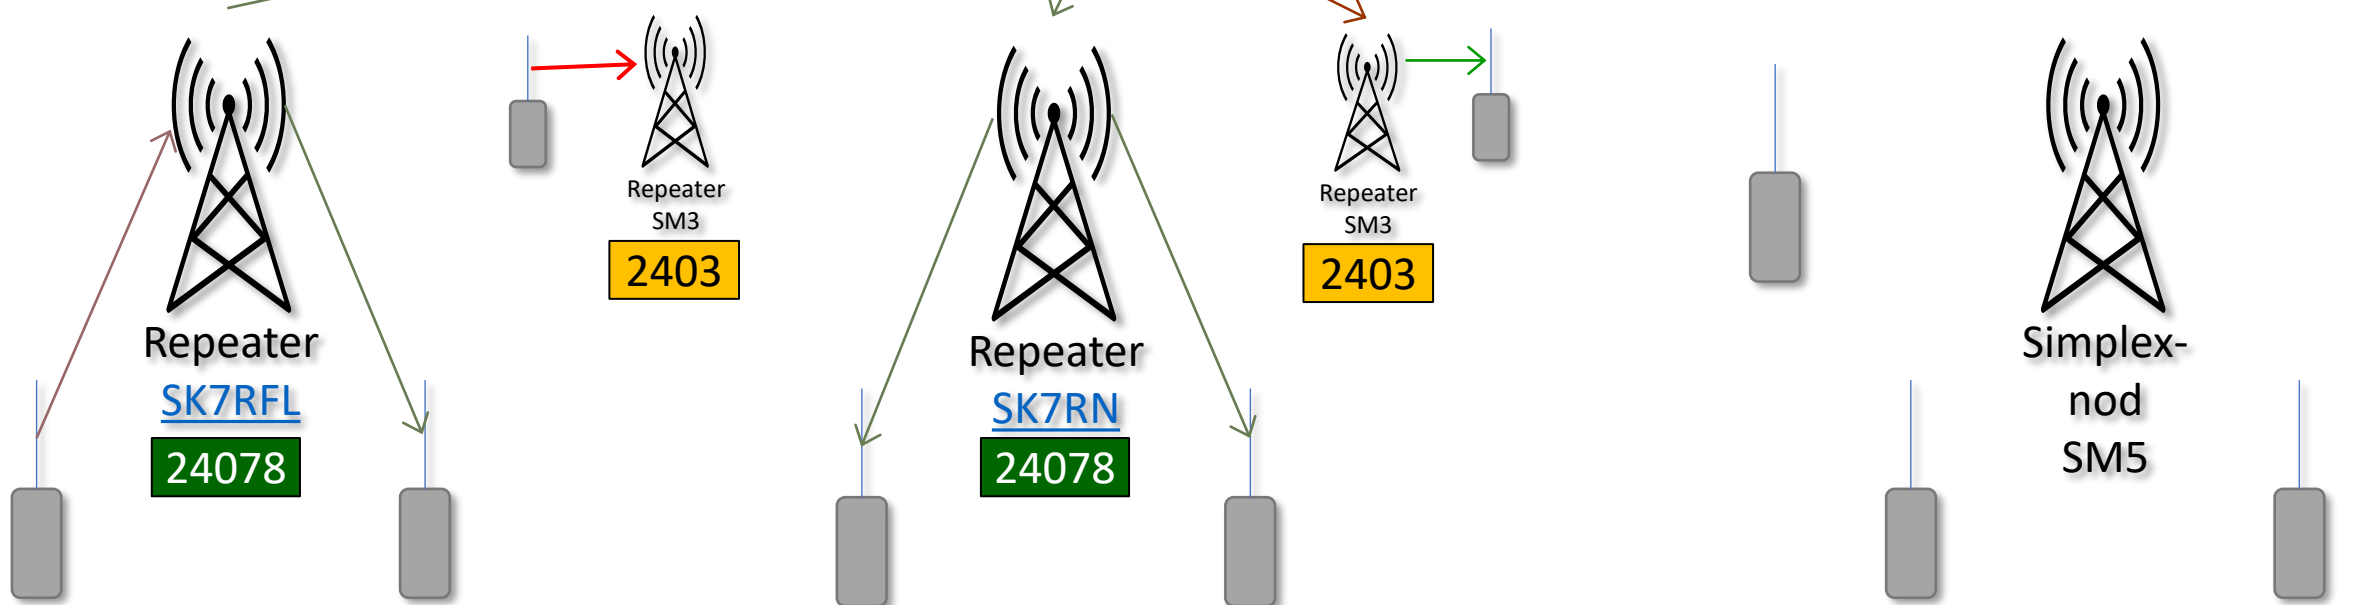 Repeater
SK7RFL
24078
Repeater
SM3
2403
Repeater
SK7RN
24078
Repeater
SM3
2403
Simplex-
nod
SM5